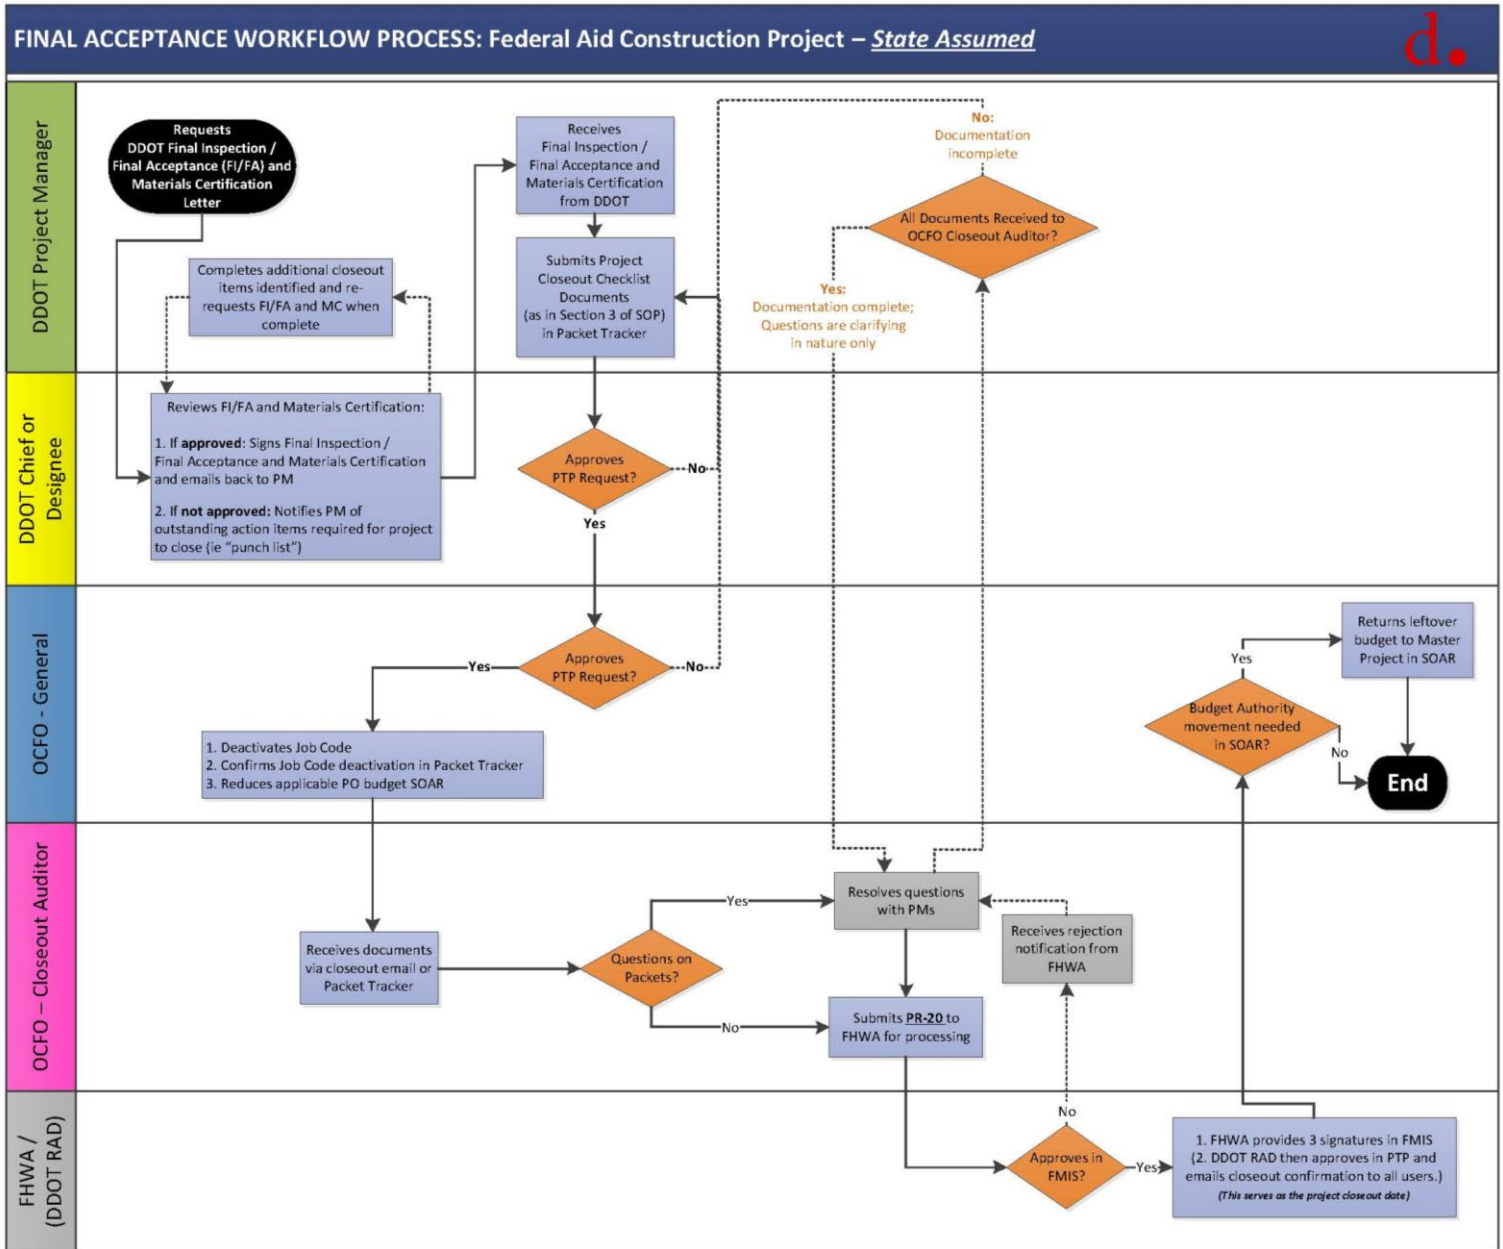 FINAL ACCEPTANCE WORKFLOW PROCESS: Federal Aid Construction Project – State Assumed
d.
DDOT Project Manager
Requests
DDOT Final Inspection /
Final Acceptance (FI/FA) and
Materials Certification
Letter
Completes additional closeout
items identified and re-
requests FI/FA and MC when
complete
Receives
Final Inspection /
Final Acceptance and
Materials Certification
from DDOT
Submits Project
Closeout Checklist
Documents
(as in Section 3 of SOP)
in Packet Tracker
No:
Documentation
incomplete
All Documents Received to
OCFO Closeout Auditor?
Yes:
Documentation complete;
Questions are clarifying
in nature only
DDOT Chief or
Designee
Reviews FI/FA and Materials Certification:
1. If approved: Signs Final Inspection /
Final Acceptance and Materials Certification
and emails back to PM
2. If not approved: Notifies PM of
outstanding action items required for project
to close (ie “punch list”)
Approves
PTP Request?
No
Yes
OCFO - General
Approves
PTP Request?
No
Yes
1. Deactivates Job Code
2. Confirms Job Code deactivation in Packet Tracker
3. Reduces applicable PO budget SOAR
Returns leftover
budget to Master
Project in SOAR
Yes
Budget Authority
movement needed
in SOAR?
No
End
OCFO – Closeout Auditor
Receives documents
via closeout email or
Packet Tracker
Questions on
Packets?
Yes
No
Resolves questions
with PMs
Receives rejection
notification from
FHWA
Submits PR-20 to
FHWA for processing
FHWA /
(DDOT RAD)
No
Approves in
FMIS?
Yes
1. FHWA provides 3 signatures in FMIS
(2. DDOT RAD then approves in PTP and
emails closeout confirmation to all users.)
(This serves as the project closeout date)